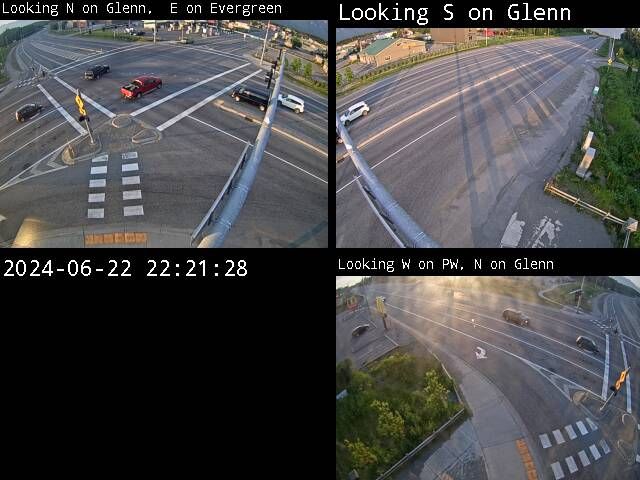 Looking N on Glenn,  E on Evergreen
Looking S on Glenn
2024-06-22 22:21:28
Looking W on PW, N on Glenn